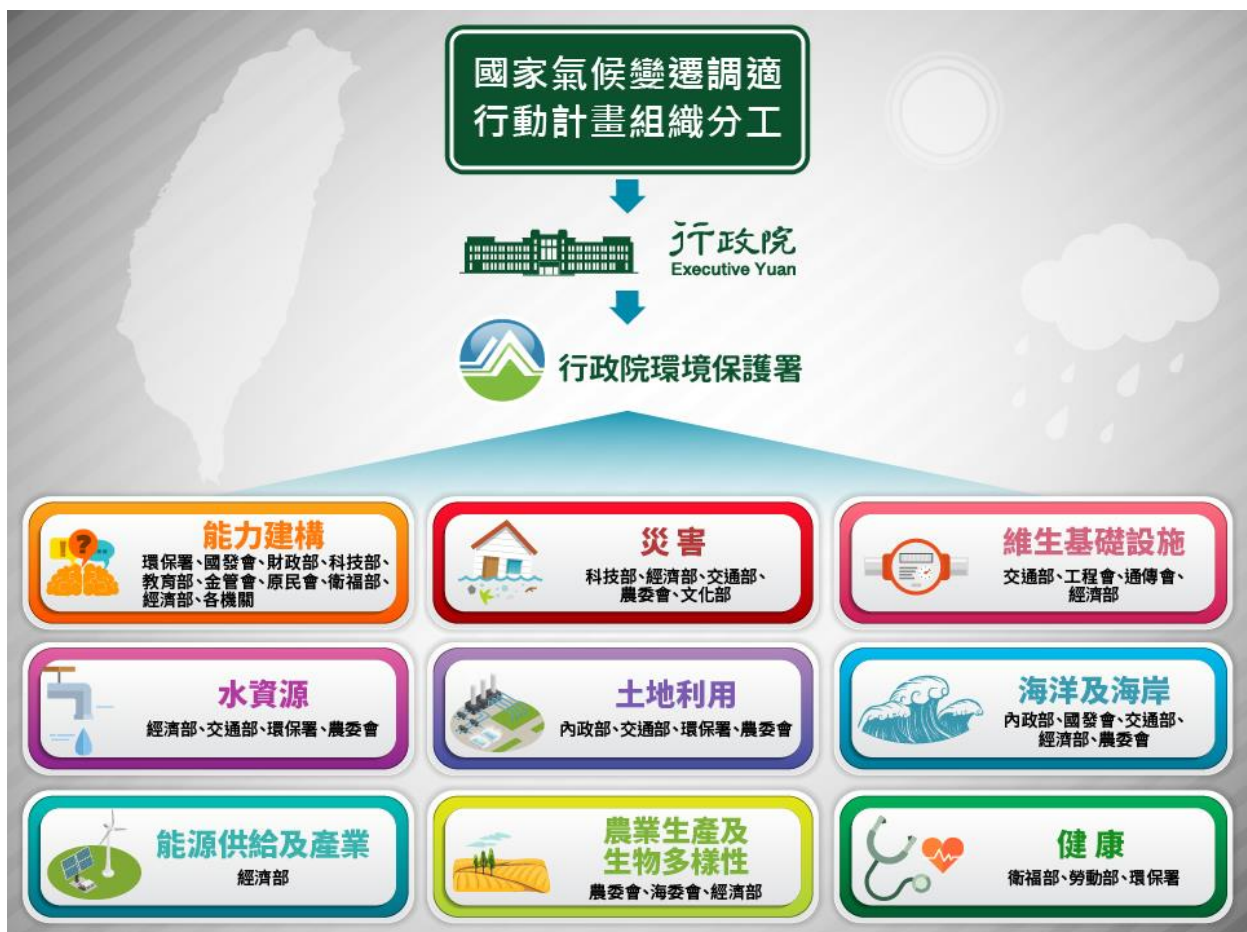 國家氣候變遷調適
行動計畫組織分工
行政院
Executive Yuan
行政院環境保護署
能力建構
環保署、國發會、財政部、科技部、
教育部、金管會、原民會、衛福部、
經濟部、各機關
災害
科技部、經濟部、交通部、
農委會、文化部
維生基礎設施
交通部、工程會、通傳會、
經濟部
水資源
經濟部、交通部、環保署、農委會
土地利用
內政部、交通部、環保署、農委會
海洋及海岸
內政部、國發會、交通部、
經濟部、農委會
能源供給及產業
經濟部
農業生產及
生物多樣性
農委會、海委會、經濟部
健康
衛福部、勞動部、環保署